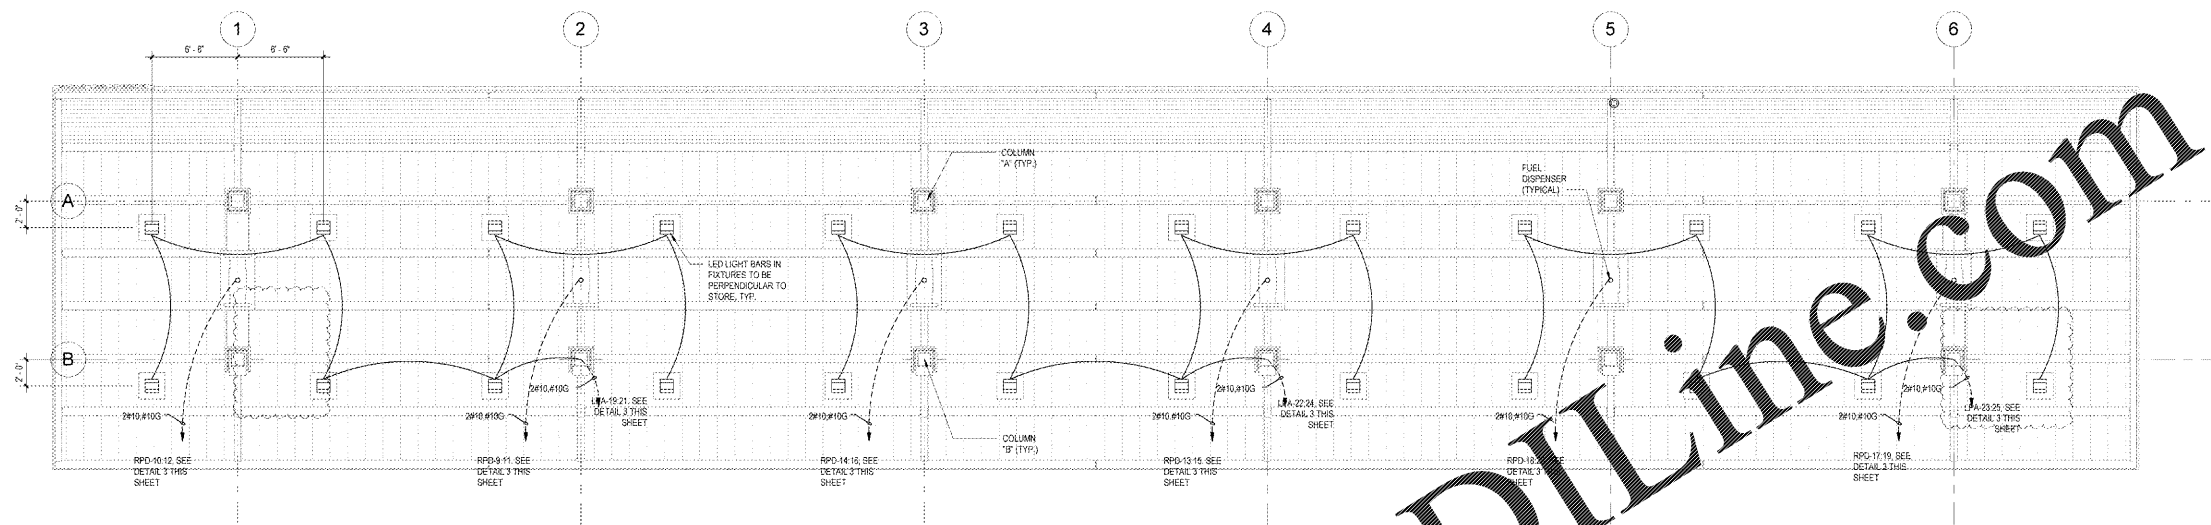 1
2
3
4
5
6
6' - 6"
6' - 6"
COLUMN
"A" (TYP.)
FUEL
DISPENSER
(TYPICAL)
A
2' - 0"
LED LIGHT BARS IN
FIXTURES TO BE
PERPENDICULAR TO
STORE, TYP.
B
2' - 0"
2#10,#10G
2#10,#10G
2#10,#10G
LPA-19:21, SEE
DETAIL 3 THIS
SHEET
LPA-22:24, SEE
DETAIL 3 THIS
SHEET
LPA-23:25, SEE
DETAIL 3 THIS
SHEET
2#10,#10G
2#10,#10G
2#10,#10G
2#10,#10G
2#10,#10G
2#10,#10G
COLUMN
"B" (TYP.)
RPD-10:12, SEE
DETAIL 3 THIS
SHEET
RPD-9:11, SEE
DETAIL 3 THIS
SHEET
RPD-14:16, SEE
DETAIL 3 THIS
SHEET
RPD-13:15, SEE
DETAIL 3 THIS
SHEET
SEE
DETAIL 3
SHEET
RPD-17:19, SEE
DETAIL 3 THIS
SHEET
DILine.com